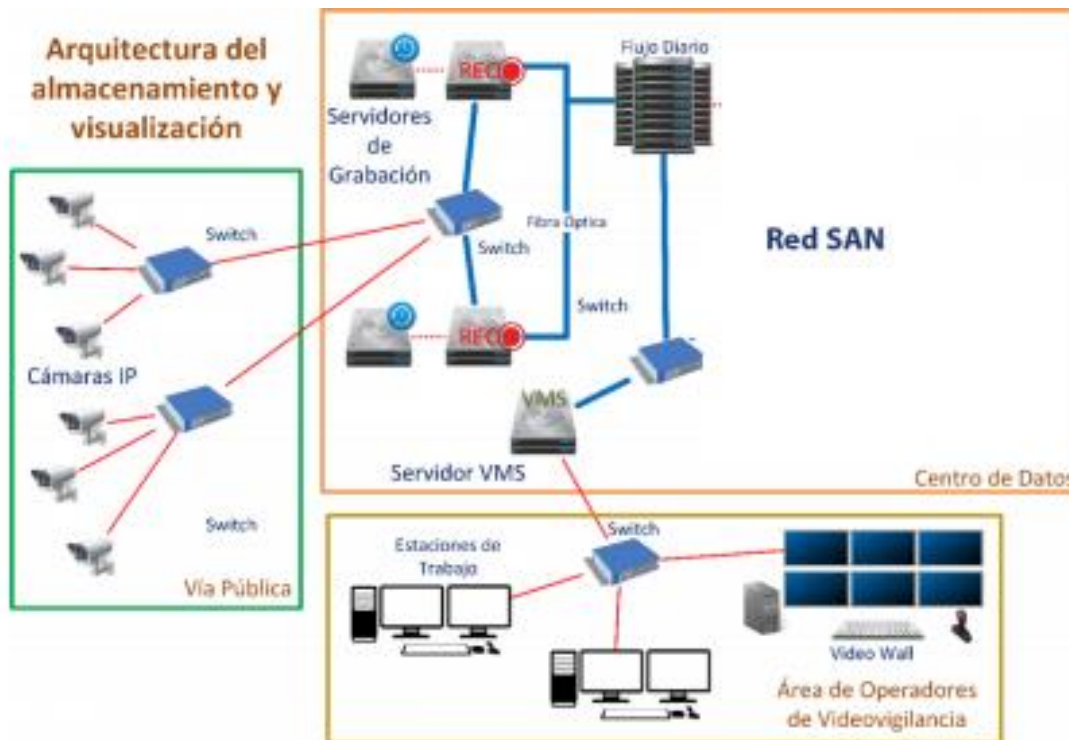 Arquitectura del
almacenamiento y
visualización
Flujo Diario
REC
Servidores
de
Grabación
Switch
Fibra Optica
Switch
Red SAN
Switch
REC
Cámaras IP
VMS
Servidor VMS
Centro de Datos
Switch
Vía Pública
Switch
Estaciones de
Trabajo
Video Wall
Área de Operadores
de Videovigilancia